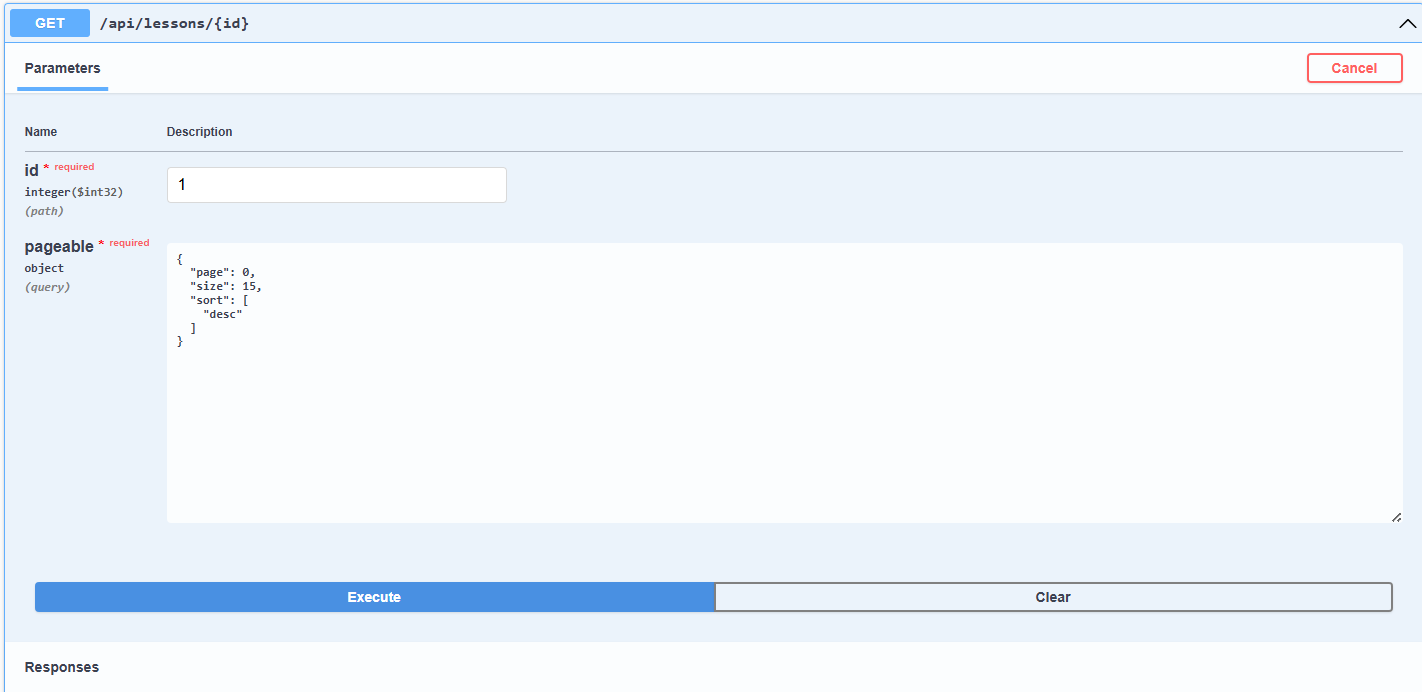 GET /api/lessons/{id}
Parameters
Cancel
Name Description
id * required
integer($int32)
(path)
1
pageable * required
object
(query)
{
  "page": 0,
  "size": 15,
  "sort": [
    "desc"
  ]
}
Execute
Clear
Responses